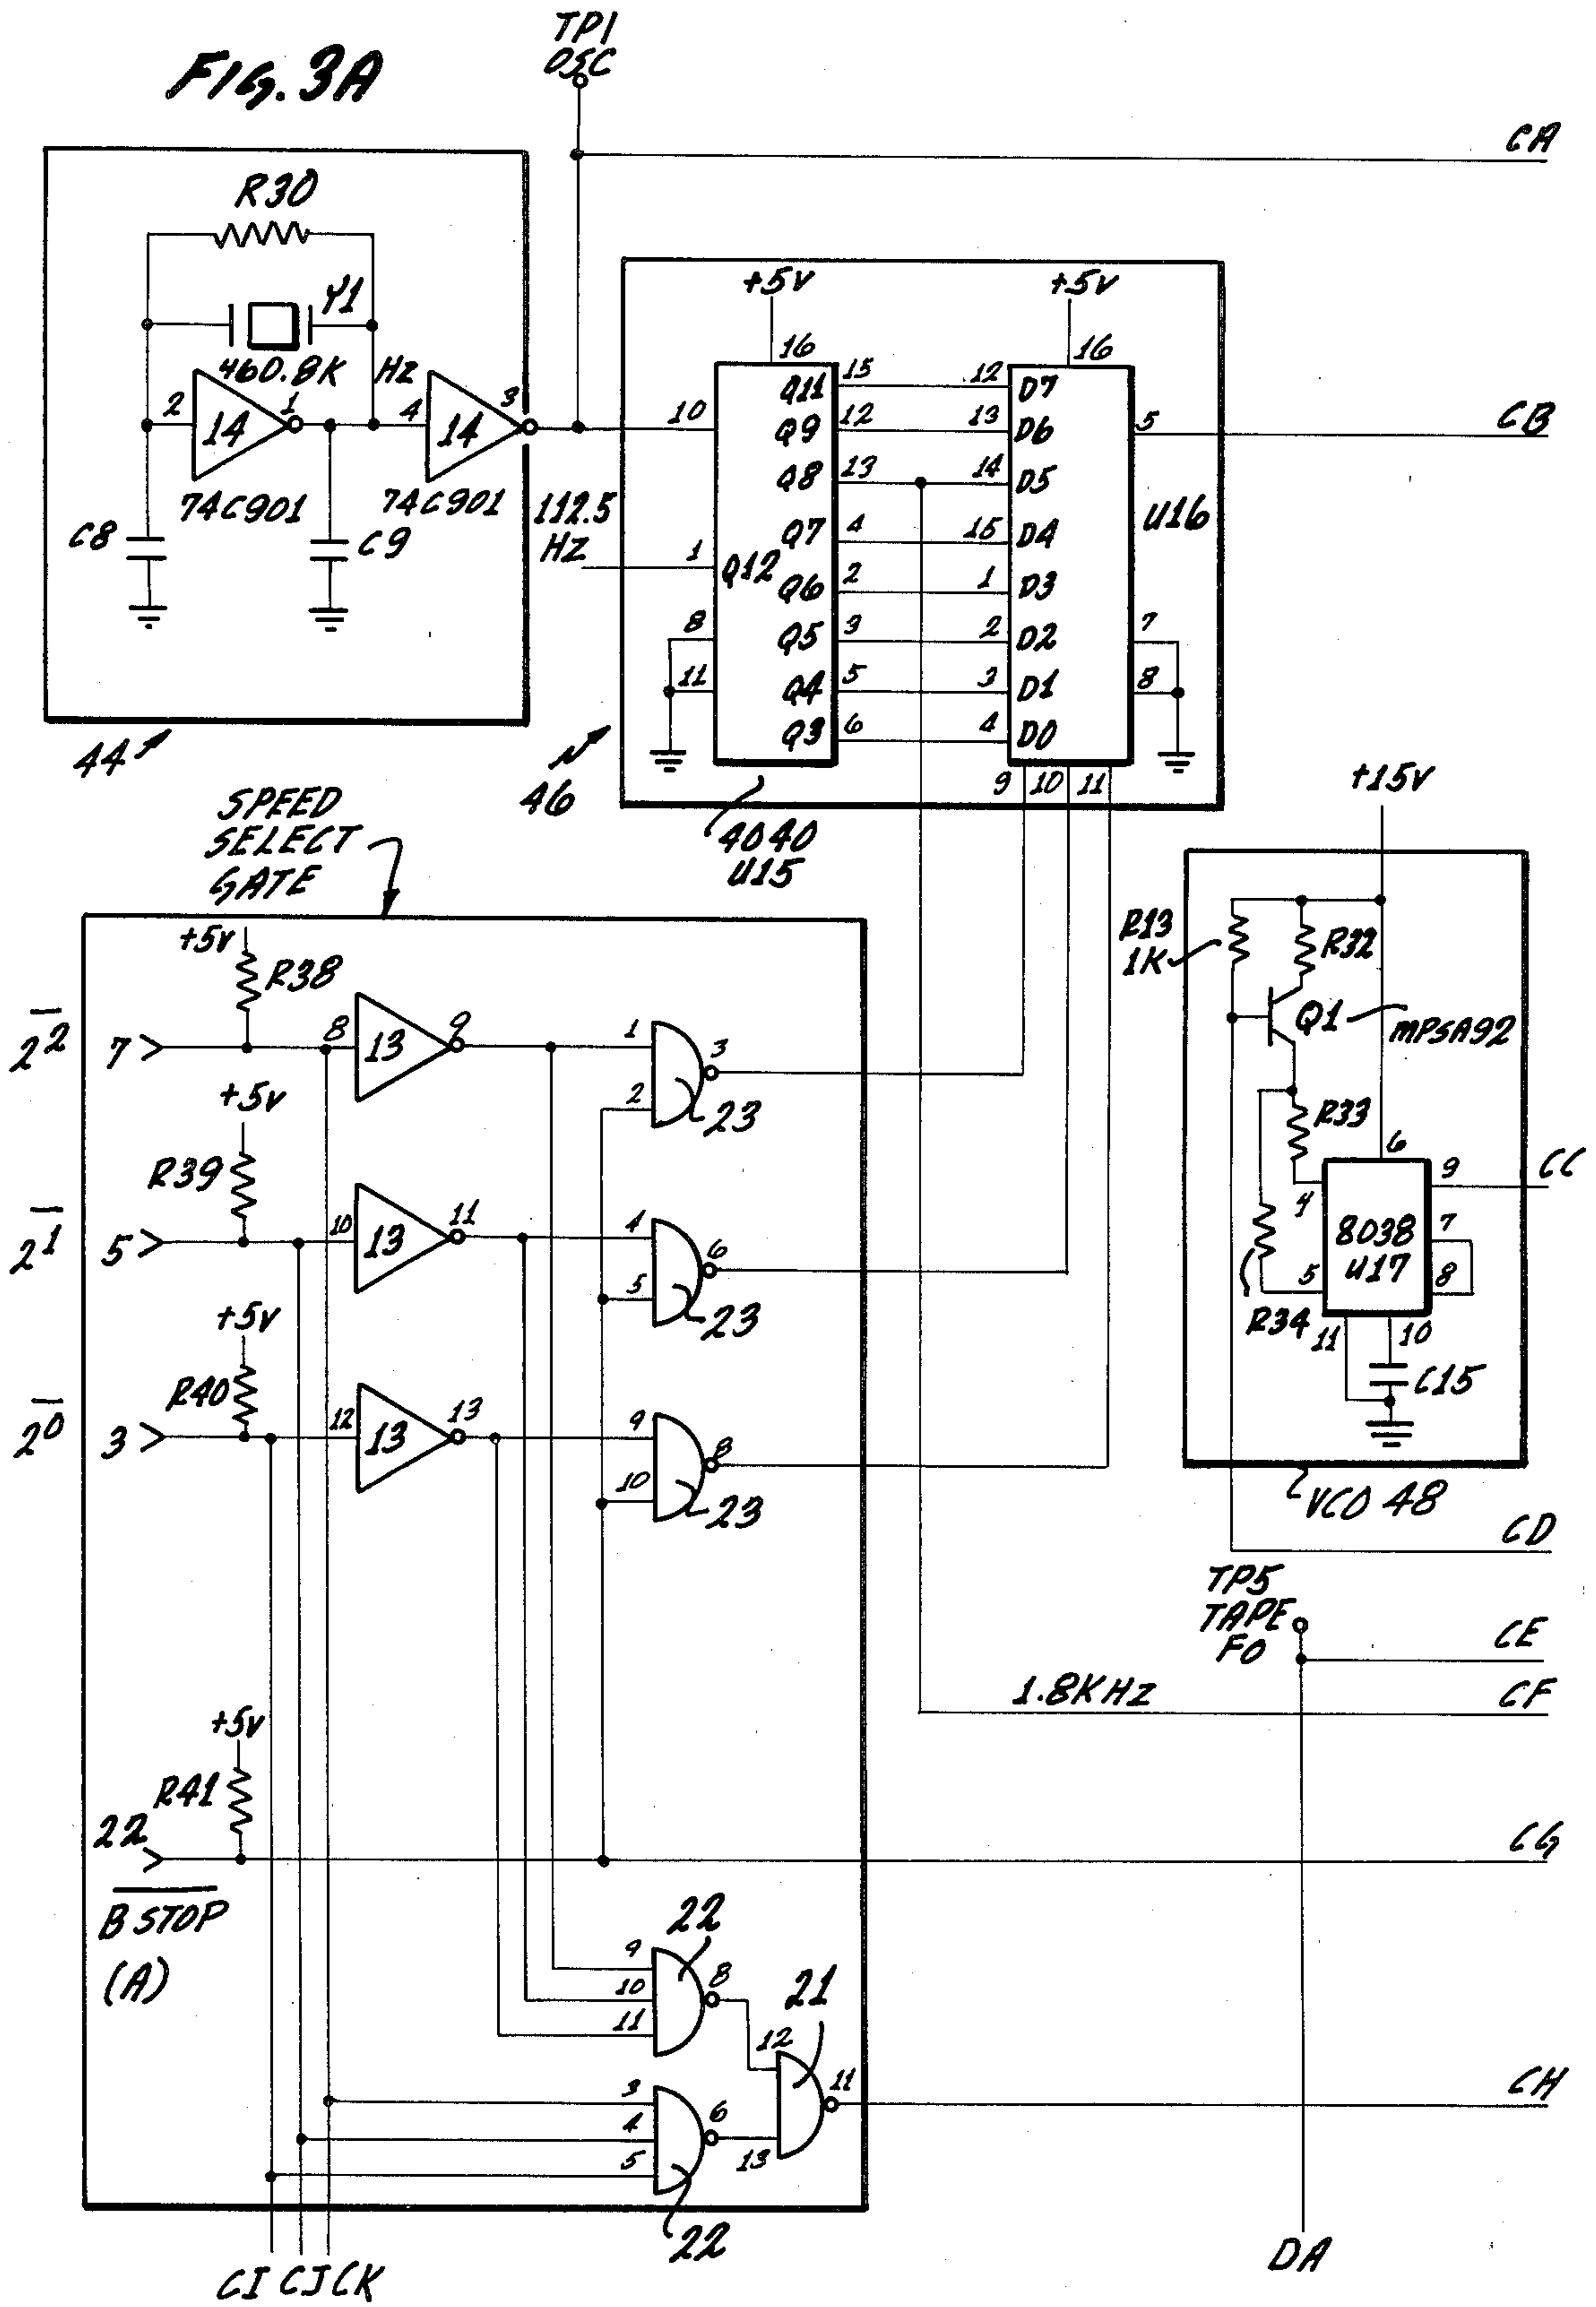 FIG. 3A
TP1
OSC
CA
R30
Y1
460.8K HZ
2
14
1
4
14
3
74C901
74C901
C8
C9
44
112.5
HZ
+5V
+5V
16
16
10
1
Q12
8
11
Q11
15
12
D7
Q9
12
13
D6
Q8
13
14
D5
Q7
4
15
D4
Q6
2
1
D3
Q5
3
2
D2
Q4
5
3
D1
Q3
6
4
D0
5
CB
U16
7
8
9
10
11
46
4040
U15
SPEED
SELECT
GATE
+5V
R38
2²
7
8
13
9
1
2
3
23
+5V
R39
2¹
5
10
13
11
4
5
6
23
+5V
R40
2⁰
3
12
13
13
9
10
8
23
+15V
R13
1K
R32
Q1
MPSA92
R33
6
4
9
CC
8038
U17
7
8
5
R34
11
10
C15
VCO 48
CD
TP5
TAPE
FO
CE
1.8KHZ
CF
+5V
R41
22
CG
B STOP
(A)
22
9
10
11
8
21
12
13
11
CH
3
4
5
6
22
CI CJ CK
DA